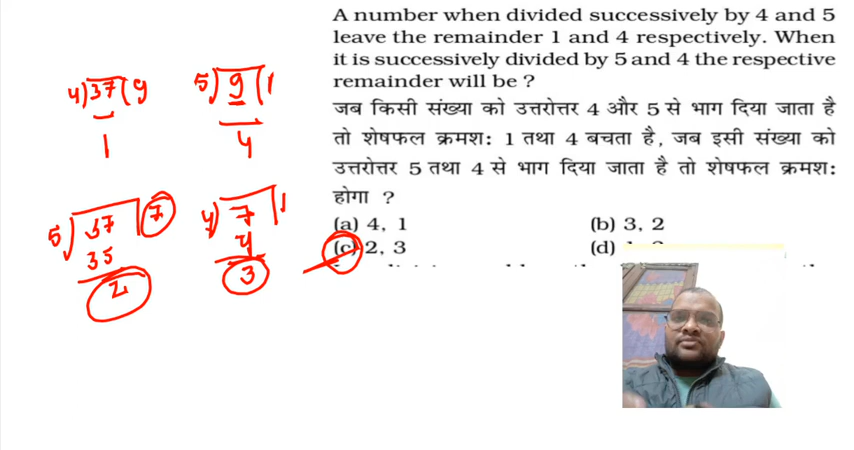 A number when divided successively by 4 and 5
leave the remainder 1 and 4 respectively. When
it is successively divided by 5 and 4 the respective
remainder will be ?
जब किसी संख्या को उत्तरोत्तर 4 और 5 से भाग दिया जाता है
तो शेषफल क्रमश: 1 तथा 4 बचता है, जब इसी संख्या को
उत्तरोत्तर 5 तथा 4 से भाग दिया जाता है तो शेषफल क्रमश:
होगा ?
(a) 4, 1 (b) 3, 2
(c) 2, 3 (d)
4) 37 ( 9
1
5) 9 ( 1
4
5) 37 7
35
2
4) 7 1
4
3